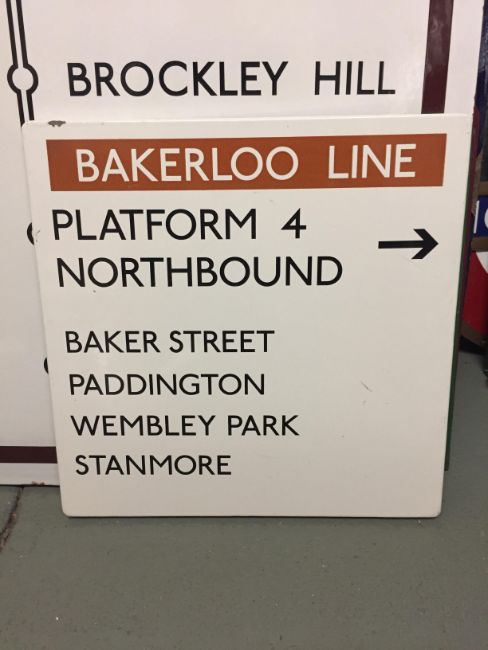 BROCKLEY HILL
BAKERLOO LINE
PLATFORM 4
NORTHBOUND
BAKER STREET
PADDINGTON
WEMBLEY PARK
STANMORE